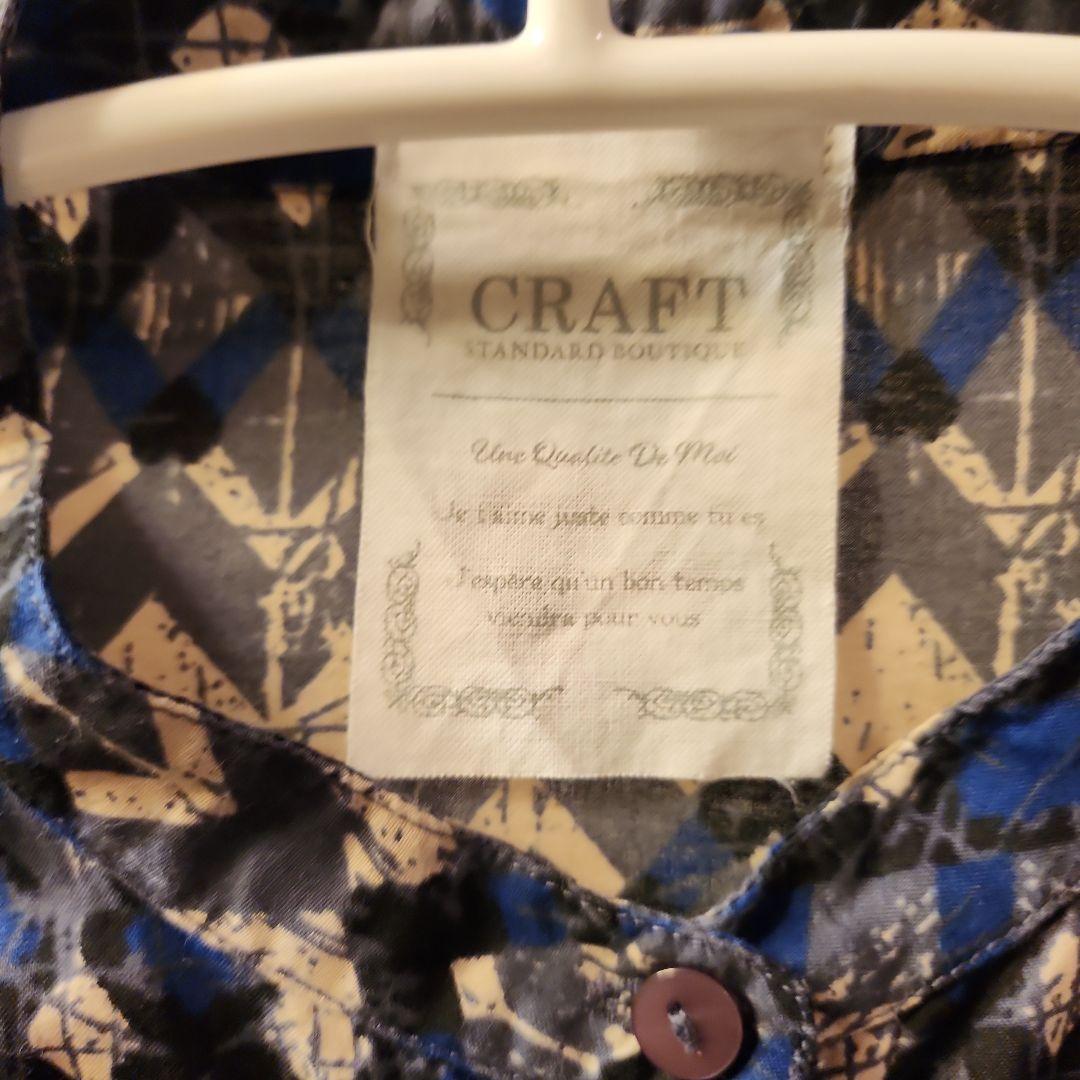 CRAFT
STANDARD BOUTIQUE
Une Qualite De Moi
Je t'aime juste comme tu es
J'espère qu'un bon temps
viendra pour vous